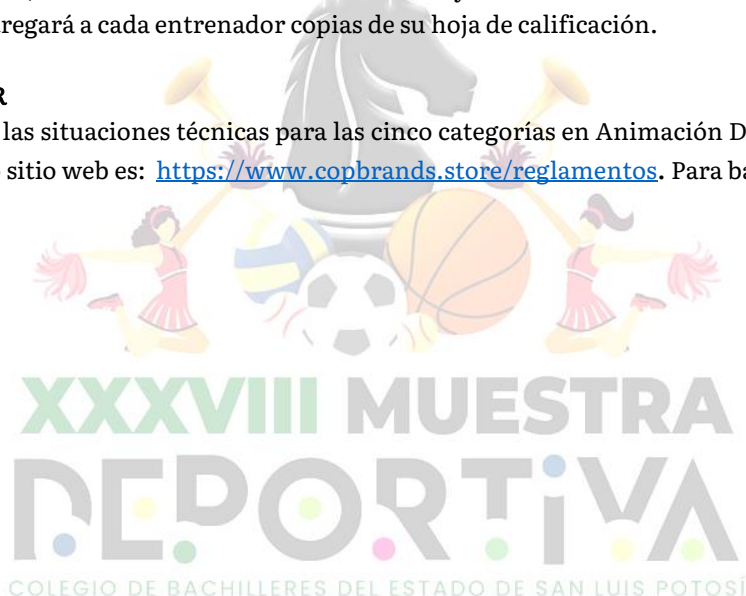 regará a cada entrenador copias de su hoja de calificación.
R
las situaciones técnicas para las cinco categorías en Animación D
sitio web es: https://www.copbrands.store/reglamentos. Para ba
XXXVIII MUESTRA
DEPORTIVA
COLEGIO DE BACHILLERES DEL ESTADO DE SAN LUIS POTOSÍ